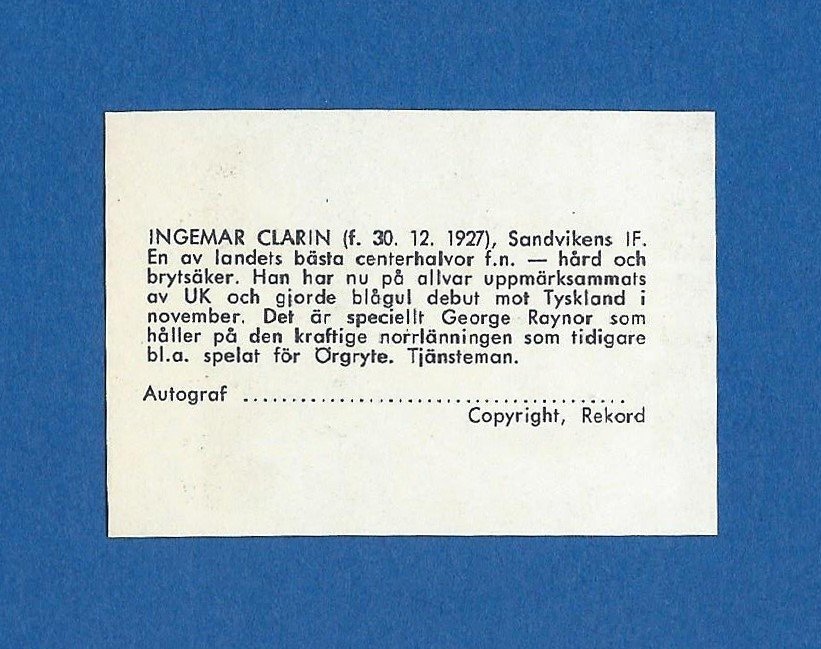 INGEMAR CLARIN (f. 30. 12. 1927), Sandvikens IF.
En av landets bästa centerhalvor f.n. — hård och
brytsäker. Han har nu på allvar uppmärksammats
av UK och gjorde blågul debut mot Tyskland i
november. Det är speciellt George Raynor som
håller på den kraftige norrlänningen som tidigare
bl.a. spelat för Örgryte. Tjänsteman.
Autograf ........................................
Copyright, Rekord